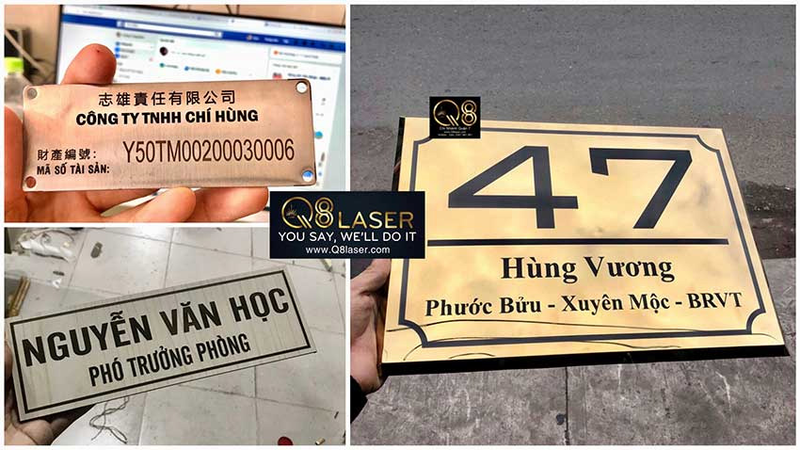 志雄責任有限公司
CÔNG TY TNHH CHÍ HÙNG
財產編號: Y50TM00200030006
MÃ SỐ TÀI SẢN:
NGUYỄN VĂN HỌC
PHÓ TRƯỞNG PHÒNG
Q8 LASER
YOU SAY, WE'LL DO IT
www.Q8laser.com
Q8
47
Hùng Vương
Phước Bửu - Xuyên Mộc - BRVT